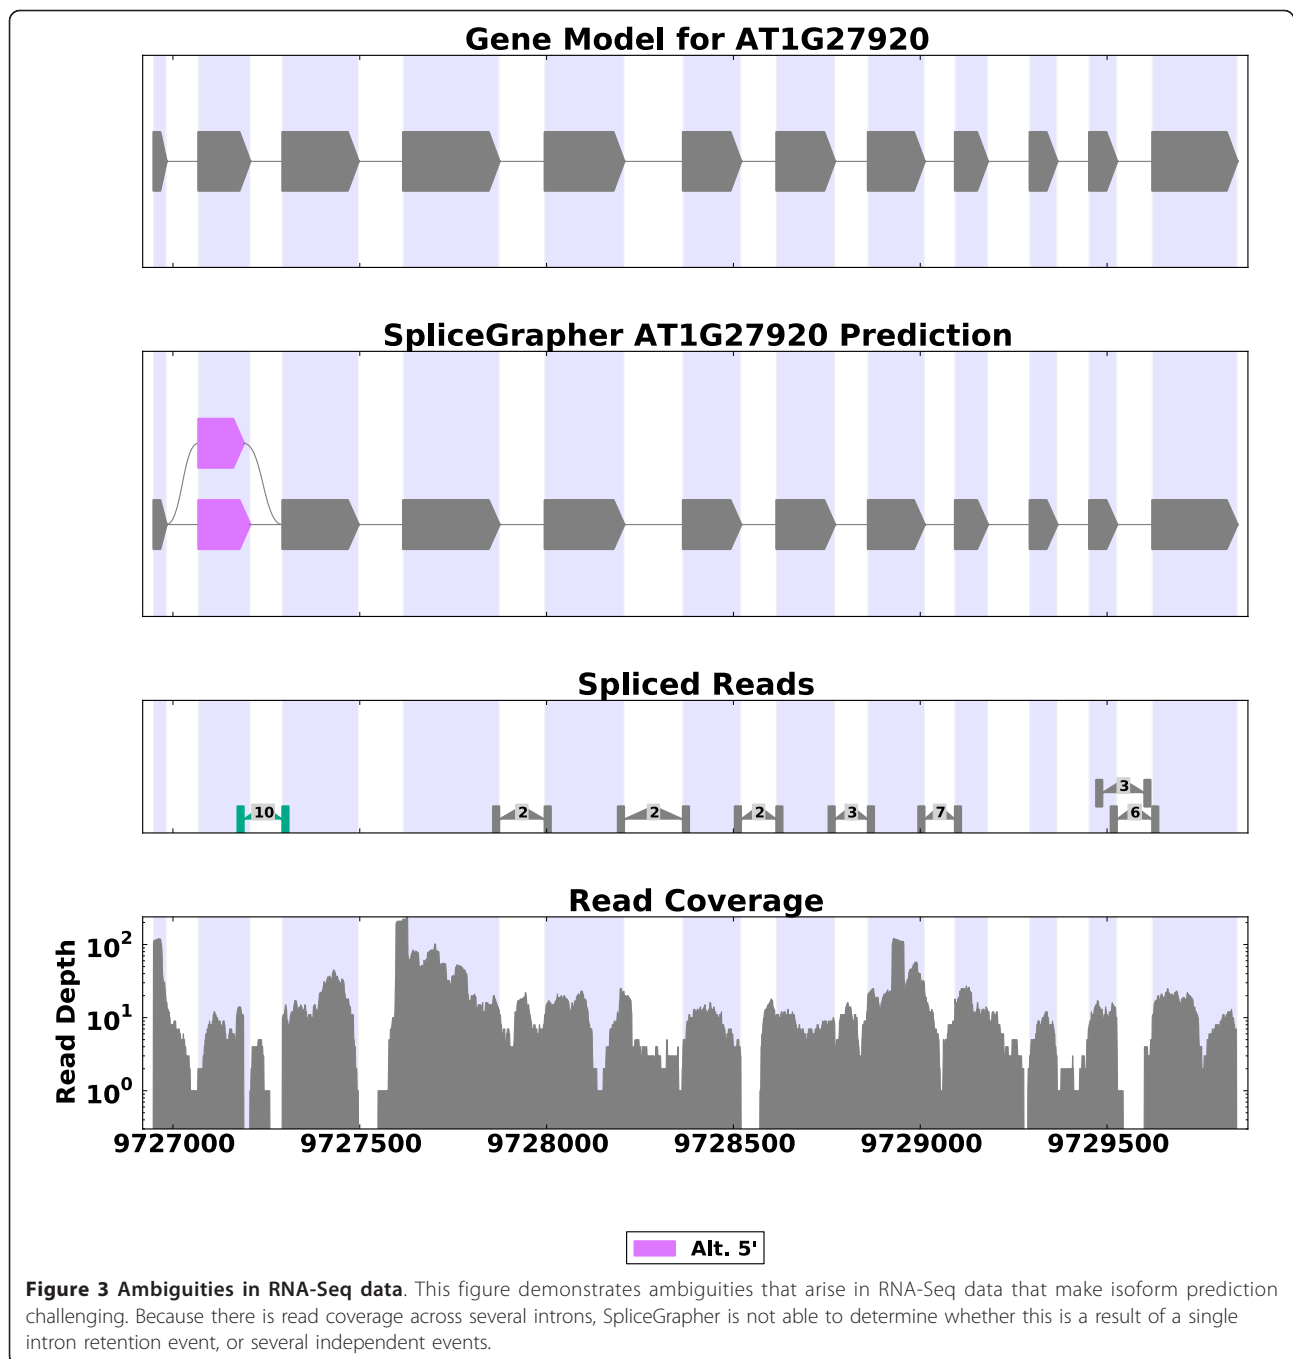 Gene Model for AT1G27920
SpliceGrapher AT1G27920 Prediction
Spliced Reads
3
10 2 2 2 3 7 6
Read Coverage
Read Depth
10²
10¹
10⁰
9727000 9727500 9728000 9728500 9729000 9729500
Alt. 5'
Figure 3 Ambiguities in RNA-Seq data. This figure demonstrates ambiguities that arise in RNA-Seq data that make isoform prediction
challenging. Because there is read coverage across several introns, SpliceGrapher is not able to determine whether this is a result of a single
intron retention event, or several independent events.